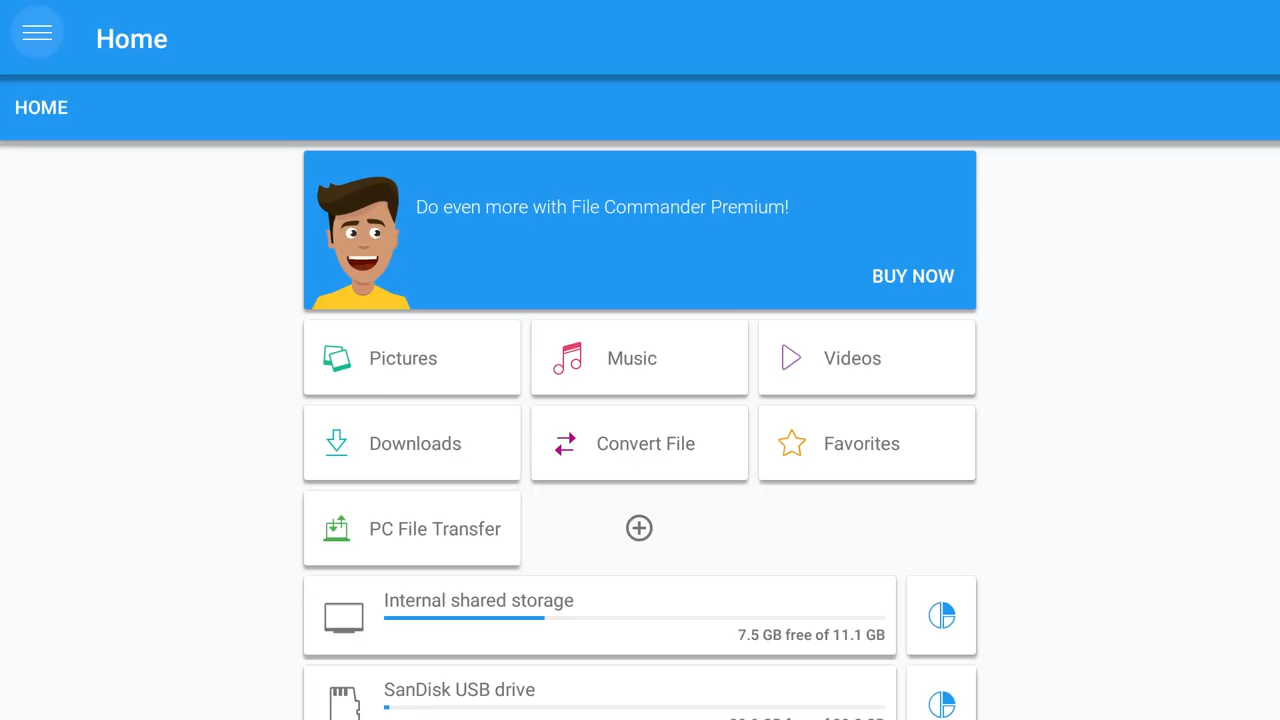 Home
HOME
Do even more with File Commander Premium!
BUY NOW
Pictures
Music
Videos
Downloads
Convert File
Favorites
PC File Transfer
Internal shared storage
7.5 GB free of 11.1 GB
SanDisk USB drive